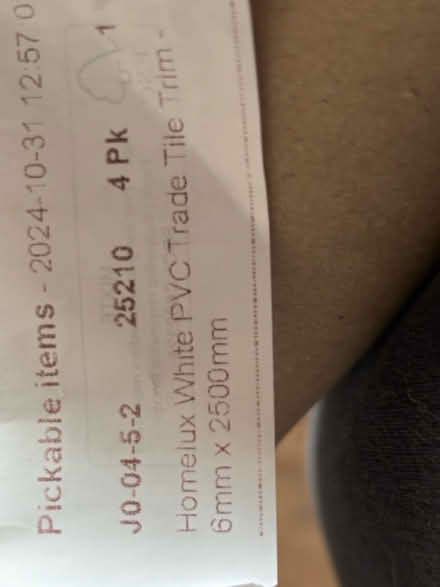 Pickable items - 2024-10-31 12:57:0
J0-04-5-2 25210 4 Pk 1
Homelux White PVC Trade Tile Trim -
6mm x 2500mm